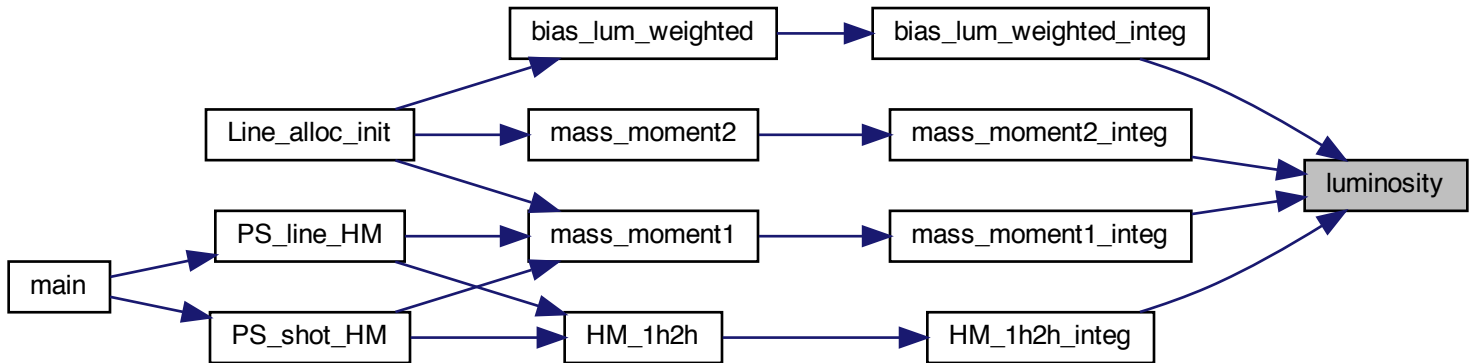 bias_lum_weighted
bias_lum_weighted_integ
Line_alloc_init
mass_moment2
mass_moment2_integ
luminosity
PS_line_HM
mass_moment1
mass_moment1_integ
main
PS_shot_HM
HM_1h2h
HM_1h2h_integ